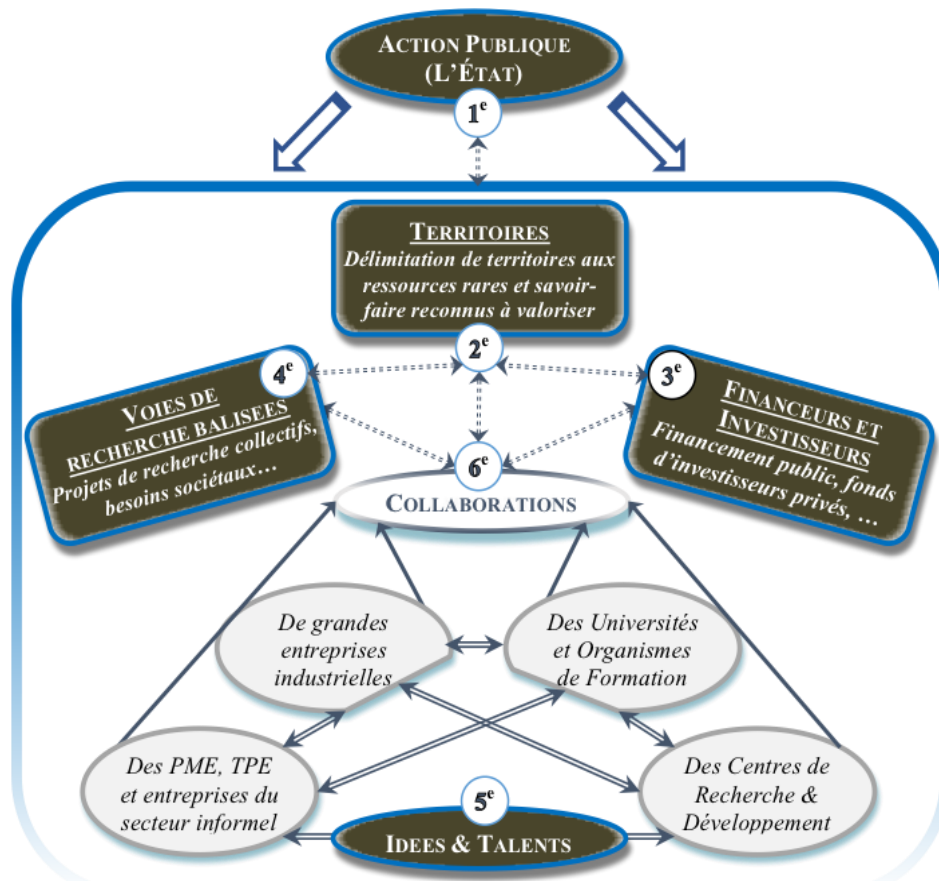 ACTION PUBLIQUE
(L'ÉTAT)
1e
TERRITOIRES
Délimitation de territoires aux
ressources rares et savoir-
faire reconnus à valoriser
2e
4e
VOIES DE
RECHERCHE BALISEES
Projets de recherche collectifs,
besoins sociétaux…
3e
FINANCEURS ET
INVESTISSEURS
Financement public, fonds
d'investisseurs privés, …
6e
COLLABORATIONS
De grandes
entreprises
industrielles
Des Universités
et Organismes
de Formation
Des PME, TPE
et entreprises du
secteur informel
Des Centres de
Recherche &
Développement
5e
IDEES & TALENTS